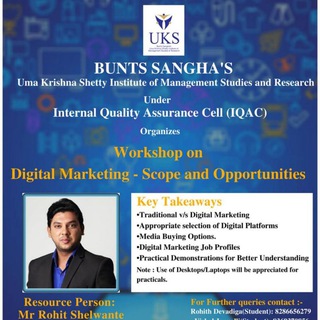 UKS
BUNTS SANGHA'S
Uma Krishna Shetty Institute of Management Studies and Research
Under
Internal Quality Assurance Cell (IQAC)
Organizes
Workshop on
Digital Marketing - Scope and Opportunities
Key Takeaways
•Traditional v/s Digital Marketing
•Appropriate selection of Digital Platforms
•Media Buying Options.
•Digital Marketing Job Profiles
•Practical Demonstrations for Better Understanding
Note : Use of Desktops/Laptops will be appreciated for
practicals.
Resource Person:
Mr Rohit Shelwante
For Further queries contact :-
Rohith Devadiga(Student): 8286656279